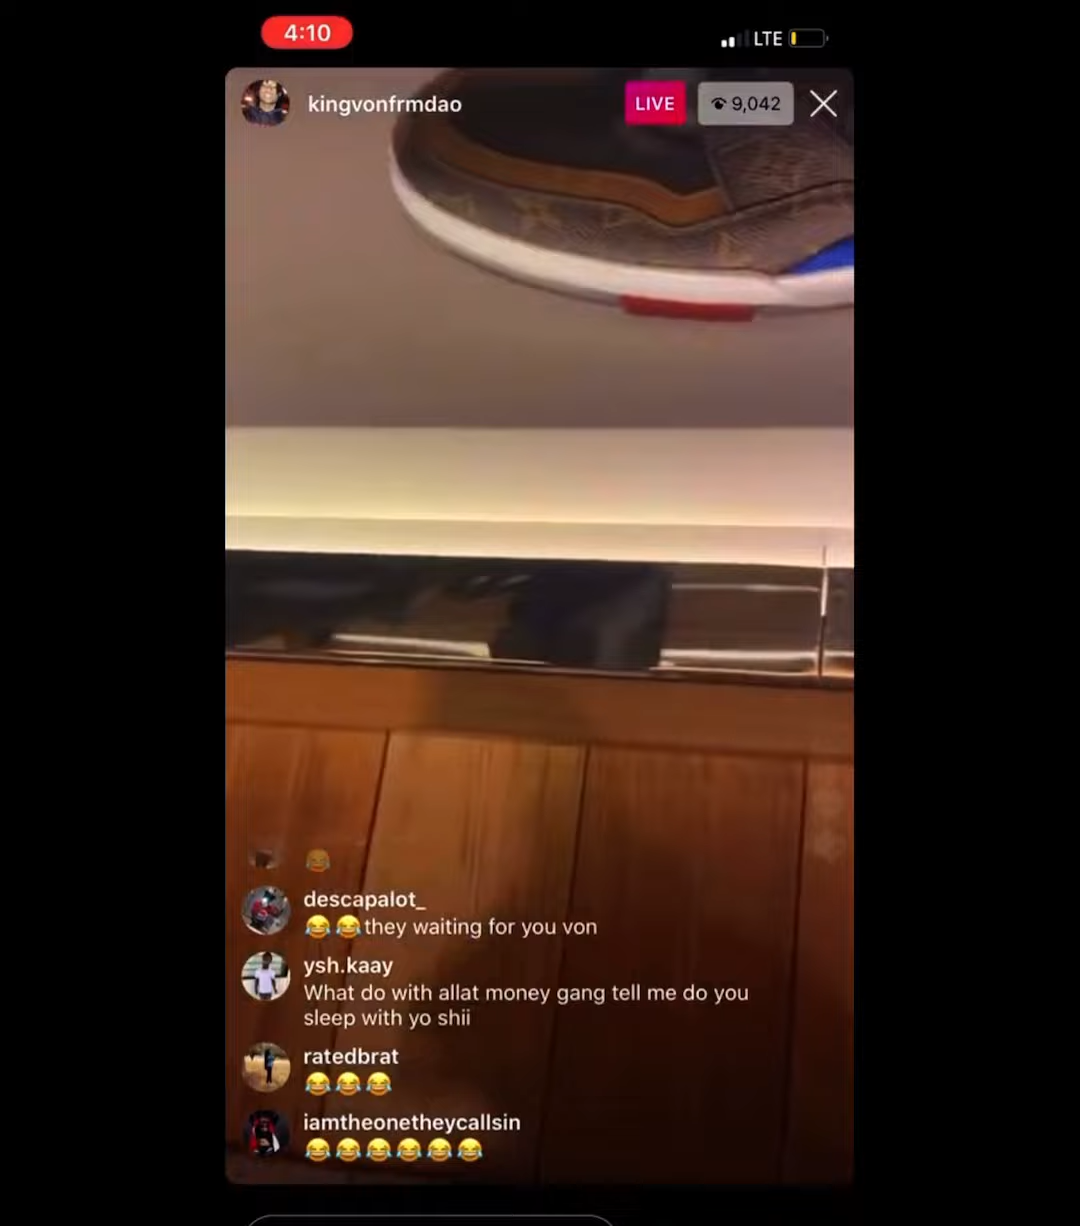 4:10
LTE
kingvonfrmdao
LIVE
9,042
😂
descapalot_
😂😂they waiting for you von
ysh.kaay
What do with allat money gang tell me do you
sleep with yo shii
ratedbrat
😂😂😂
iamtheonetheycallsin
😂😂😂😂😂😂